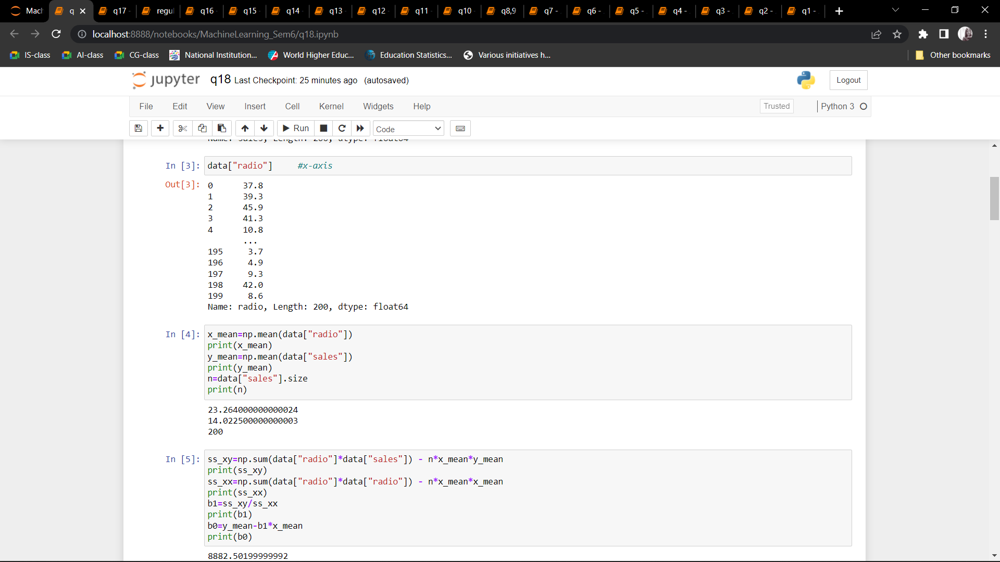 Mach
q
q17 -
regul
q16 -
q15 -
q14 -
q13 -
q12 -
q11 -
q10 -
q8,9
q7 -
q6 -
q5 -
q4 -
q3 -
q2 -
q1 -
localhost:8888/notebooks/MachineLearning_Sem6/q18.ipynb
IS-class
AI-class
CG-class
National Institution...
World Higher Educ...
Education Statistics...
Various initiatives h...
Other bookmarks
jupyter q18 Last Checkpoint: 25 minutes ago (autosaved)
Logout
File Edit View Insert Cell Kernel Widgets Help
Trusted
Python 3
Run
Code
Name: sales, Length: 200, dtype: float64
In [3]: data["radio"]     #x-axis
Out[3]: 0      37.8
1      39.3
2      45.9
3      41.3
4      10.8
...
195     3.7
196     4.9
197     9.3
198    42.0
199     8.6
Name: radio, Length: 200, dtype: float64
In [4]: x_mean=np.mean(data["radio"])
print(x_mean)
y_mean=np.mean(data["sales"])
print(y_mean)
n=data["sales"].size
print(n)
23.264000000000024
14.022500000000003
200
In [5]: ss_xy=np.sum(data["radio"]*data["sales"]) - n*x_mean*y_mean
print(ss_xy)
ss_xx=np.sum(data["radio"]*data["radio"]) - n*x_mean*x_mean
print(ss_xx)
b1=ss_xy/ss_xx
print(b1)
b0=y_mean-b1*x_mean
print(b0)
8882.50199999992